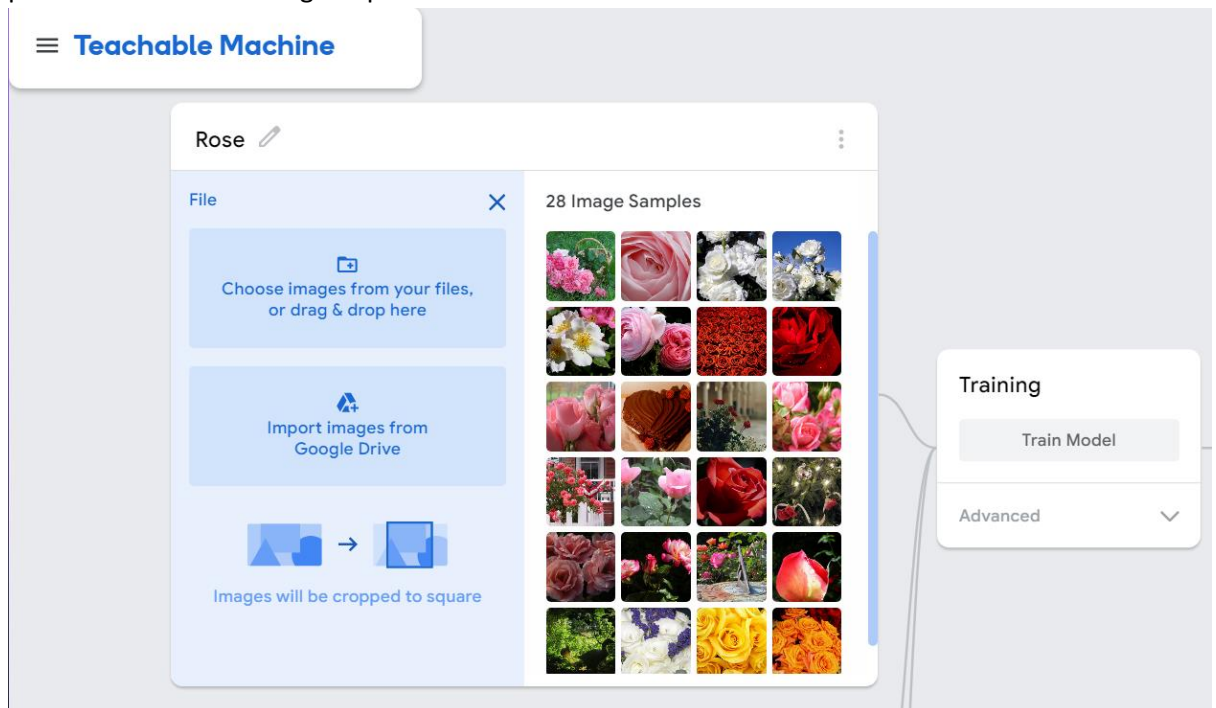 Teachable Machine
Rose
File
28 Image Samples
Choose images from your files,
or drag & drop here
Import images from
Google Drive
Images will be cropped to square
Training
Train Model
Advanced